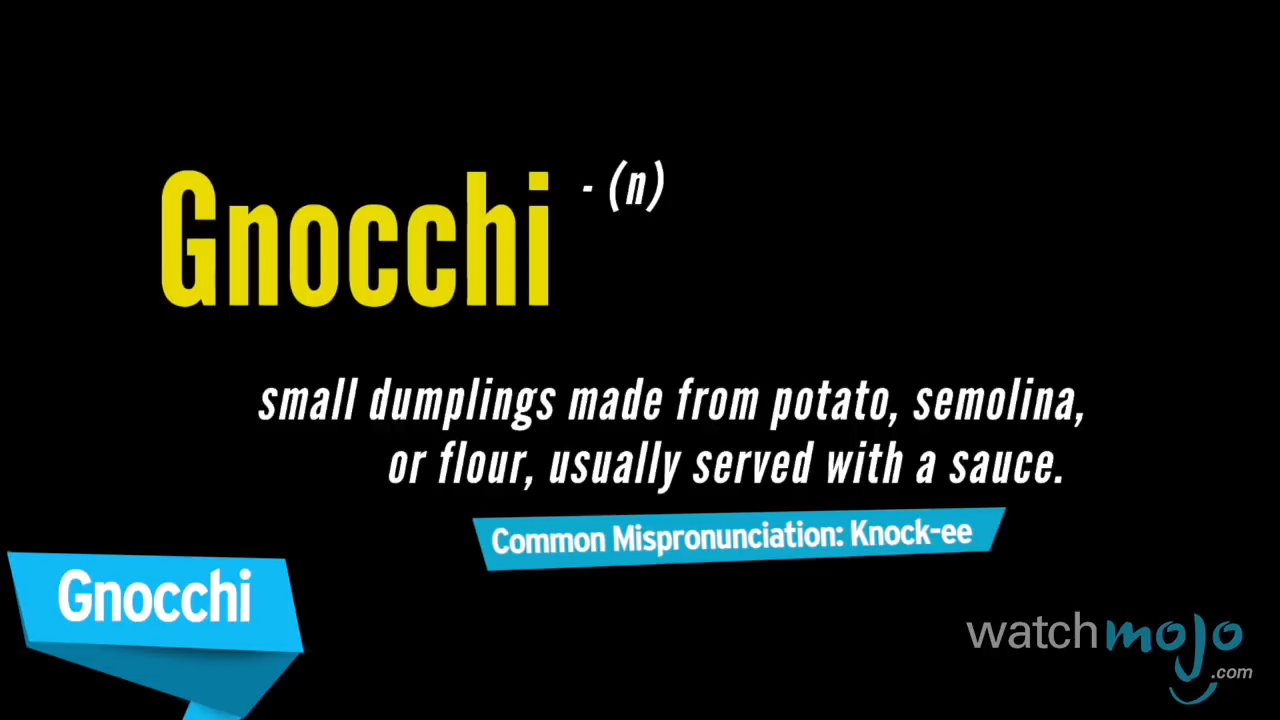 Gnocchi - (n)
small dumplings made from potato, semolina,
or flour, usually served with a sauce.
Common Mispronunciation: Knock-ee
Gnocchi
watchmojo
.com